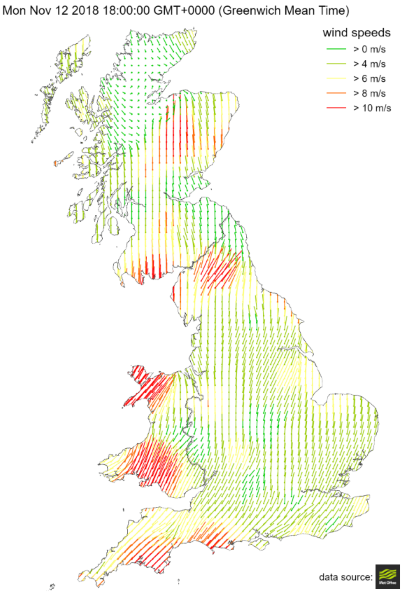 Mon Nov 12 2018 18:00:00 GMT+0000 (Greenwich Mean Time)
wind speeds
> 0 m/s
> 4 m/s
> 6 m/s
> 8 m/s
> 10 m/s
data source:
Met Office